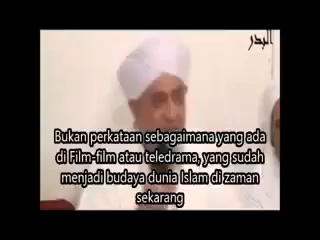 البدر
Bukan perkataan sebagaimana yang ada
di Film-film atau teledrama, yang sudah
menjadi budaya dunia Islam di zaman
sekarang